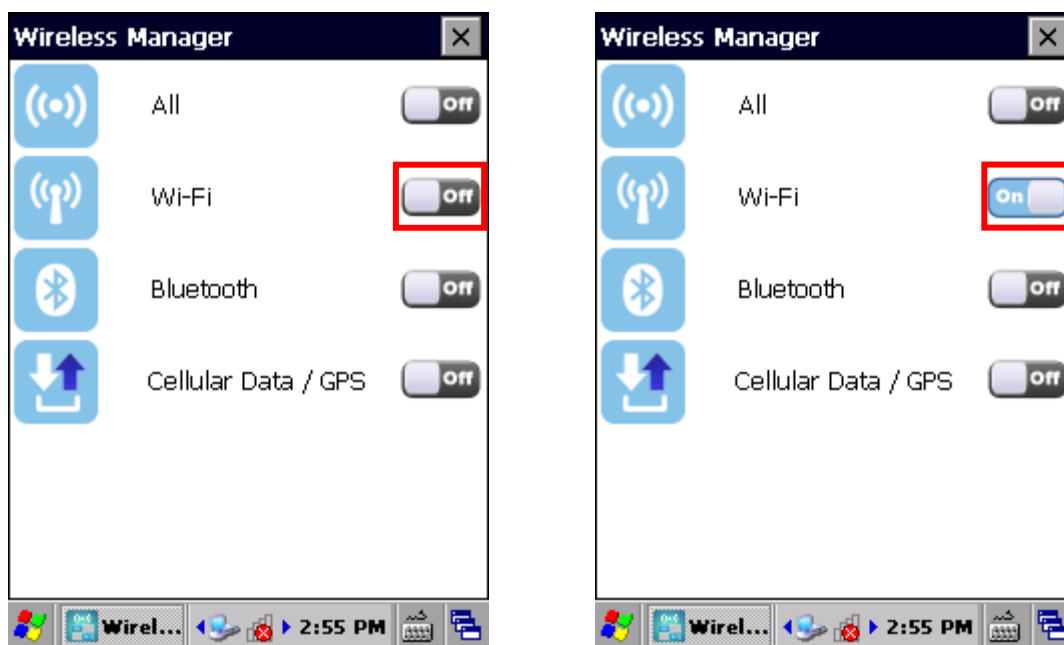 Wireless Manager
All
Off
Wi-Fi
Off
Bluetooth
Off
Cellular Data / GPS
Off
Wirel... 2:55 PM
Wireless Manager
All
Off
Wi-Fi
On
Bluetooth
Off
Cellular Data / GPS
Off
Wirel... 2:55 PM